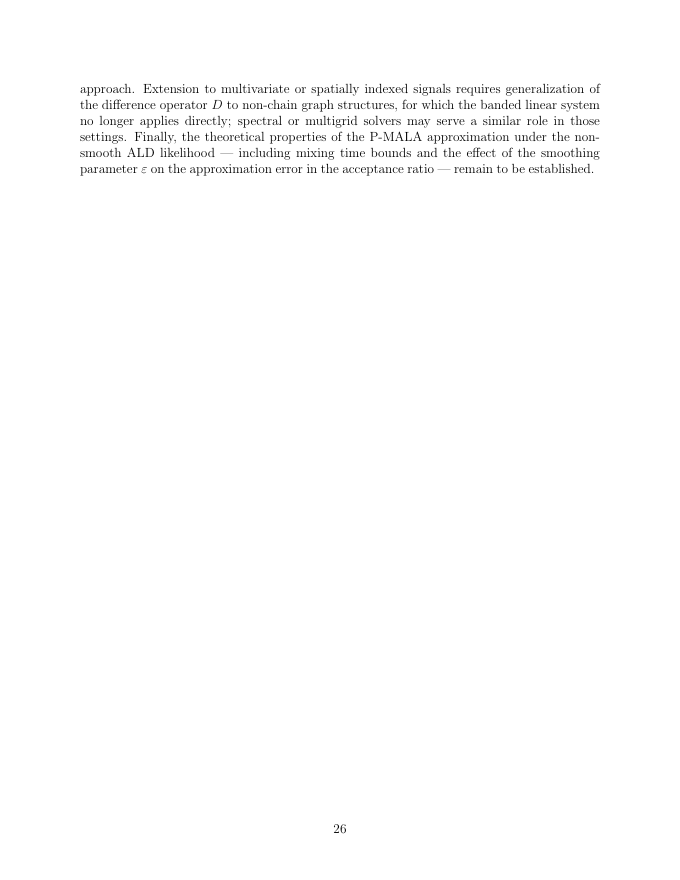 approach. Extension to multivariate or spatially indexed signals requires generalization of
the difference operator D to non-chain graph structures, for which the banded linear system
no longer applies directly; spectral or multigrid solvers may serve a similar role in those
settings. Finally, the theoretical properties of the P-MALA approximation under the non-
smooth ALD likelihood — including mixing time bounds and the effect of the smoothing
parameter ε on the approximation error in the acceptance ratio — remain to be established.
26